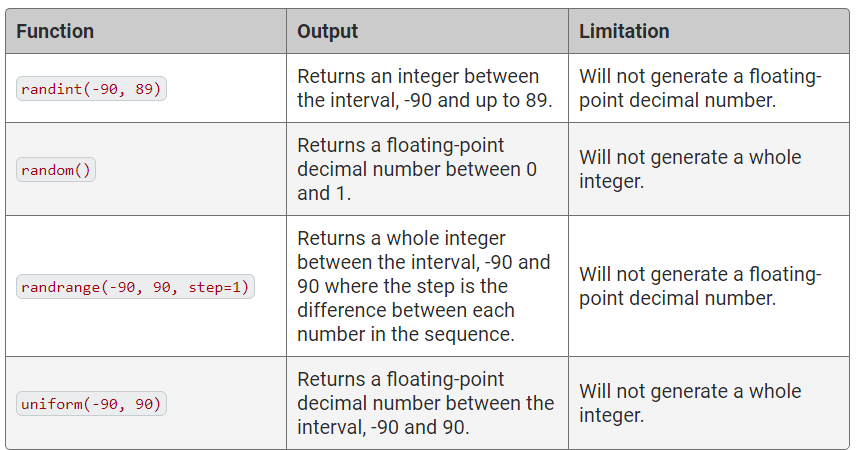 Function Output Limitation
randint(-90, 89)
Returns an integer between
the interval, -90 and up to 89.
Will not generate a floating-
point decimal number.
random()
Returns a floating-point
decimal number between 0
and 1.
Will not generate a whole
integer.
randrange(-90, 90, step=1)
Returns a whole integer
between the interval, -90 and
90 where the step is the
difference between each
number in the sequence.
Will not generate a floating-
point decimal number.
uniform(-90, 90)
Returns a floating-point
decimal number between the
interval, -90 and 90.
Will not generate a whole
integer.